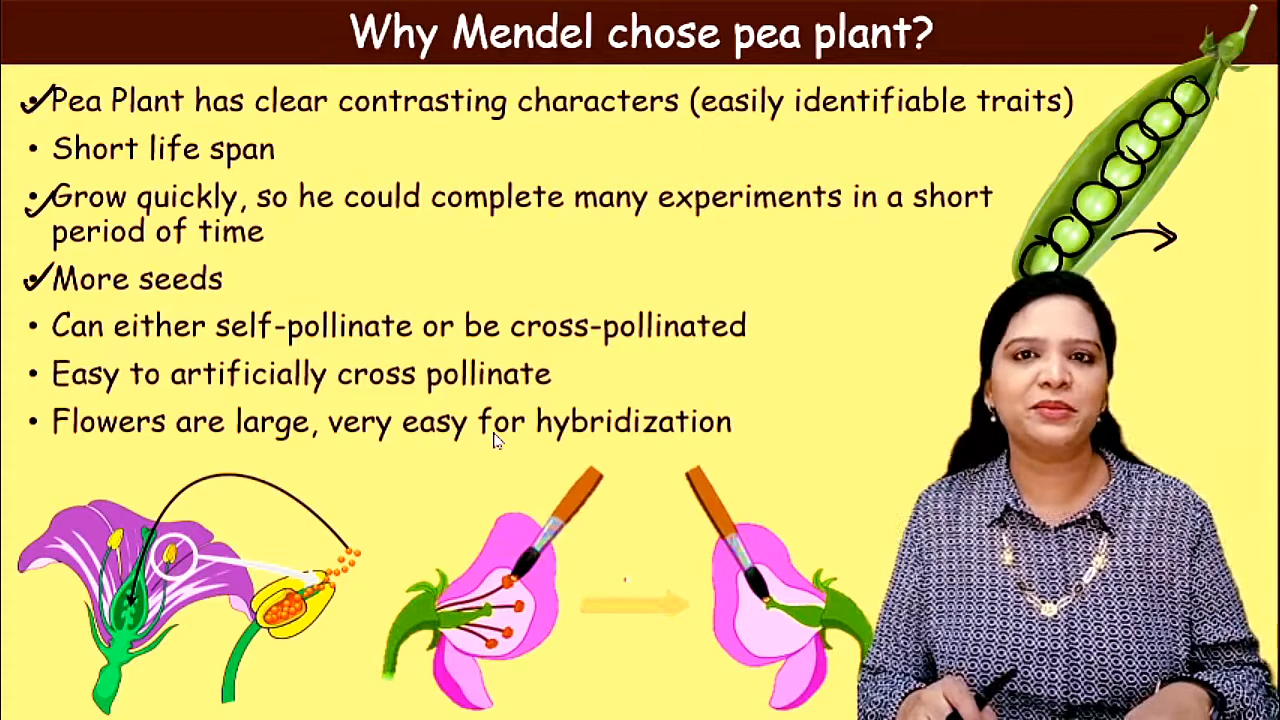 Why Mendel chose pea plant?
Pea Plant has clear contrasting characters (easily identifiable traits)
• Short life span
• Grow quickly, so he could complete many experiments in a short
period of time
• More seeds
• Can either self-pollinate or be cross-pollinated
• Easy to artificially cross pollinate
• Flowers are large, very easy for hybridization